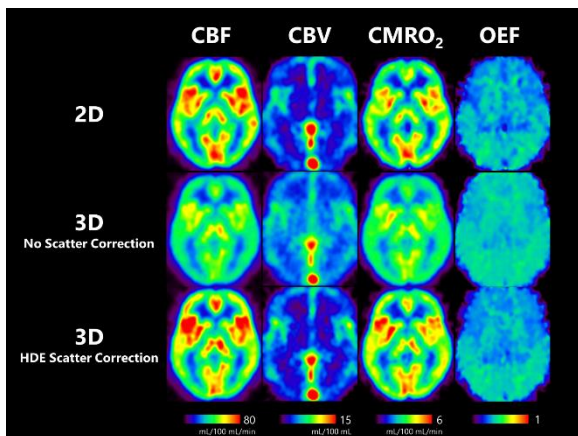 CBF CBV CMRO₂ OEF
2D
3D
No Scatter Correction
3D
HDE Scatter Correction
80 15 6 1
mL/100 mL/min mL/100 mL mL/100 mL/min